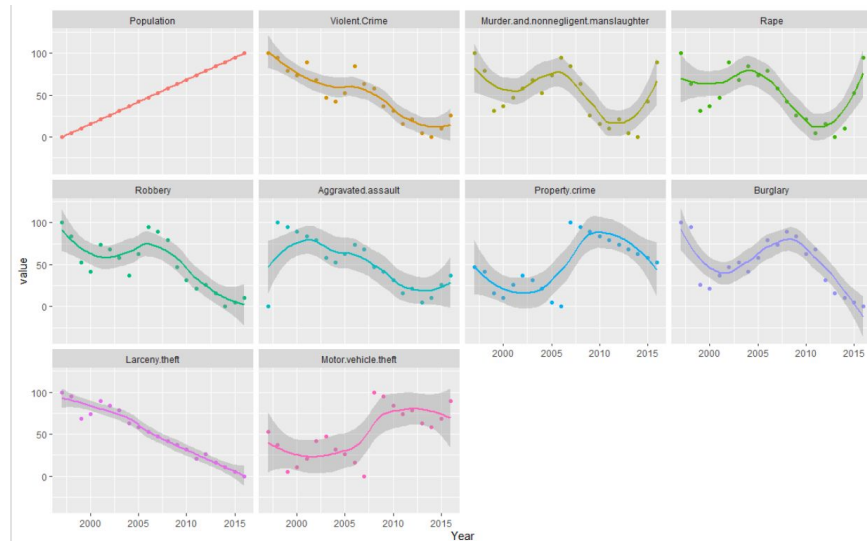 Population
Violent.Crime
Murder.and.nonnegligent.manslaughter
Rape
100
50
0
Robbery
Aggravated.assault
Property.crime
Burglary
value
100
50
0
2000 2005 2010 2015
2000 2005 2010 2015
Larceny.theft
Motor.vehicle.theft
100
50
0
2000 2005 2010 2015
2000 2005 2010 2015
Year